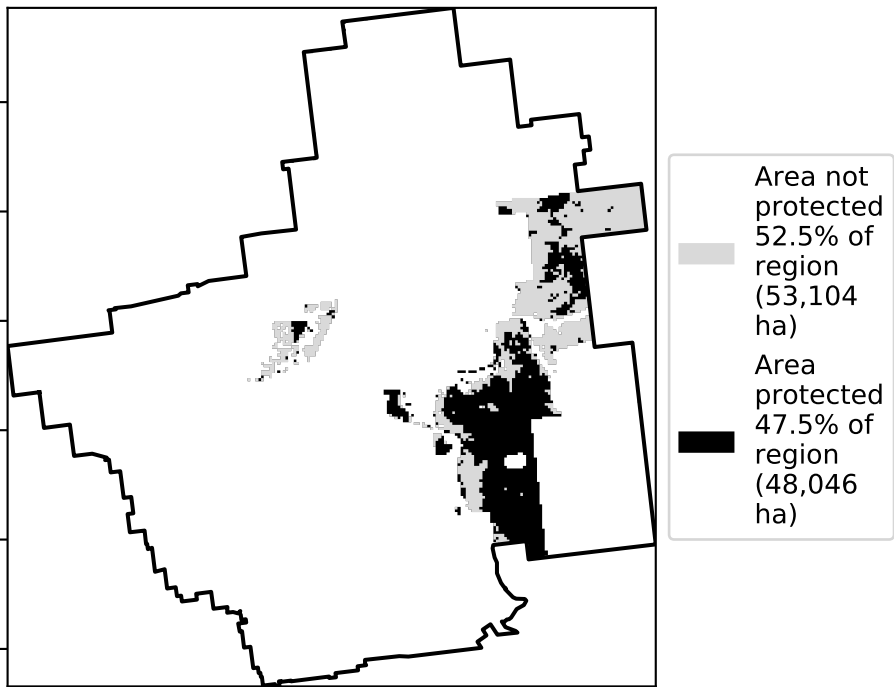 Area not
protected
52.5% of
region
(53,104
ha)
Area
protected
47.5% of
region
(48,046
ha)